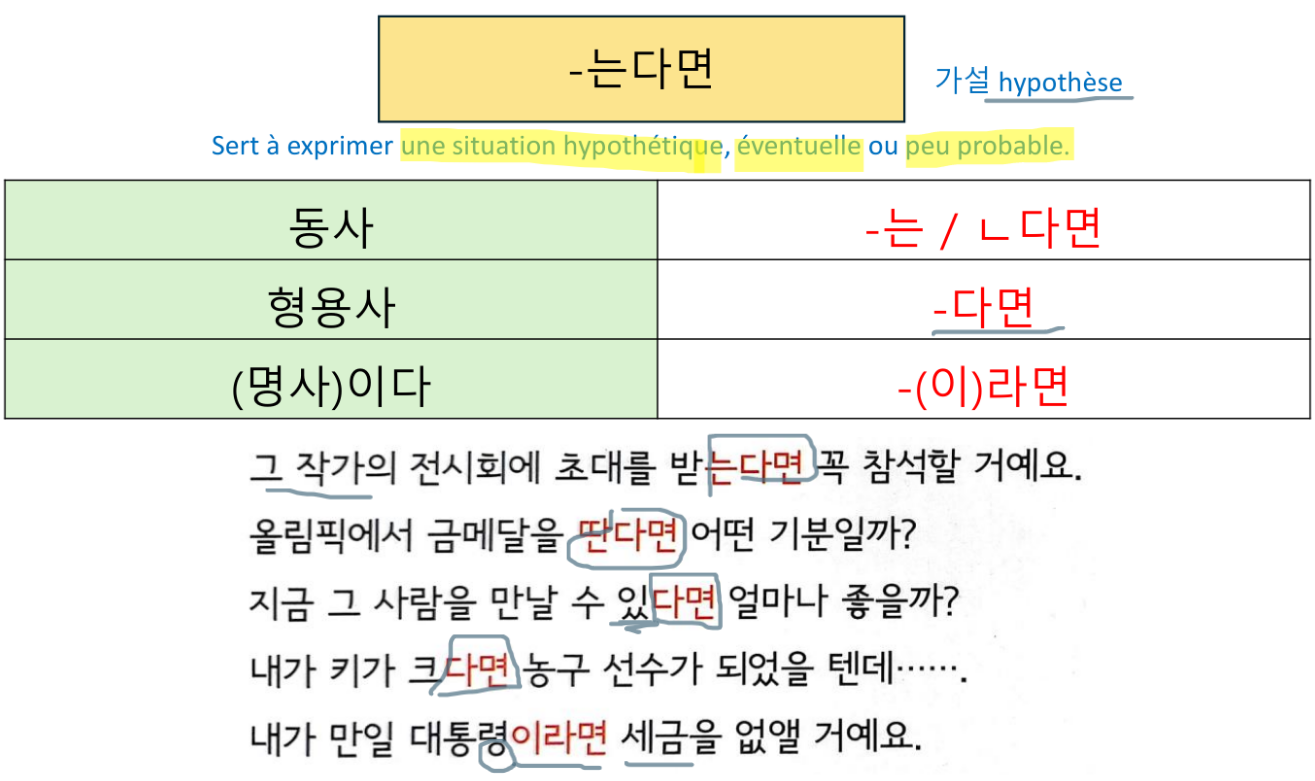 -는다면
가설 hypothèse
Sert à exprimer une situation hypothétique, éventuelle ou peu probable.
동사 -는 / ㄴ다면
형용사 -다면
(명사)이다 -(이)라면
그 작가의 전시회에 초대를 받는다면 꼭 참석할 거예요.
올림픽에서 금메달을 딴다면 어떤 기분일까?
지금 그 사람을 만날 수 있다면 얼마나 좋을까?
내가 키가 크다면 농구 선수가 되었을 텐데…….
내가 만일 대통령이라면 세금을 없앨 거예요.